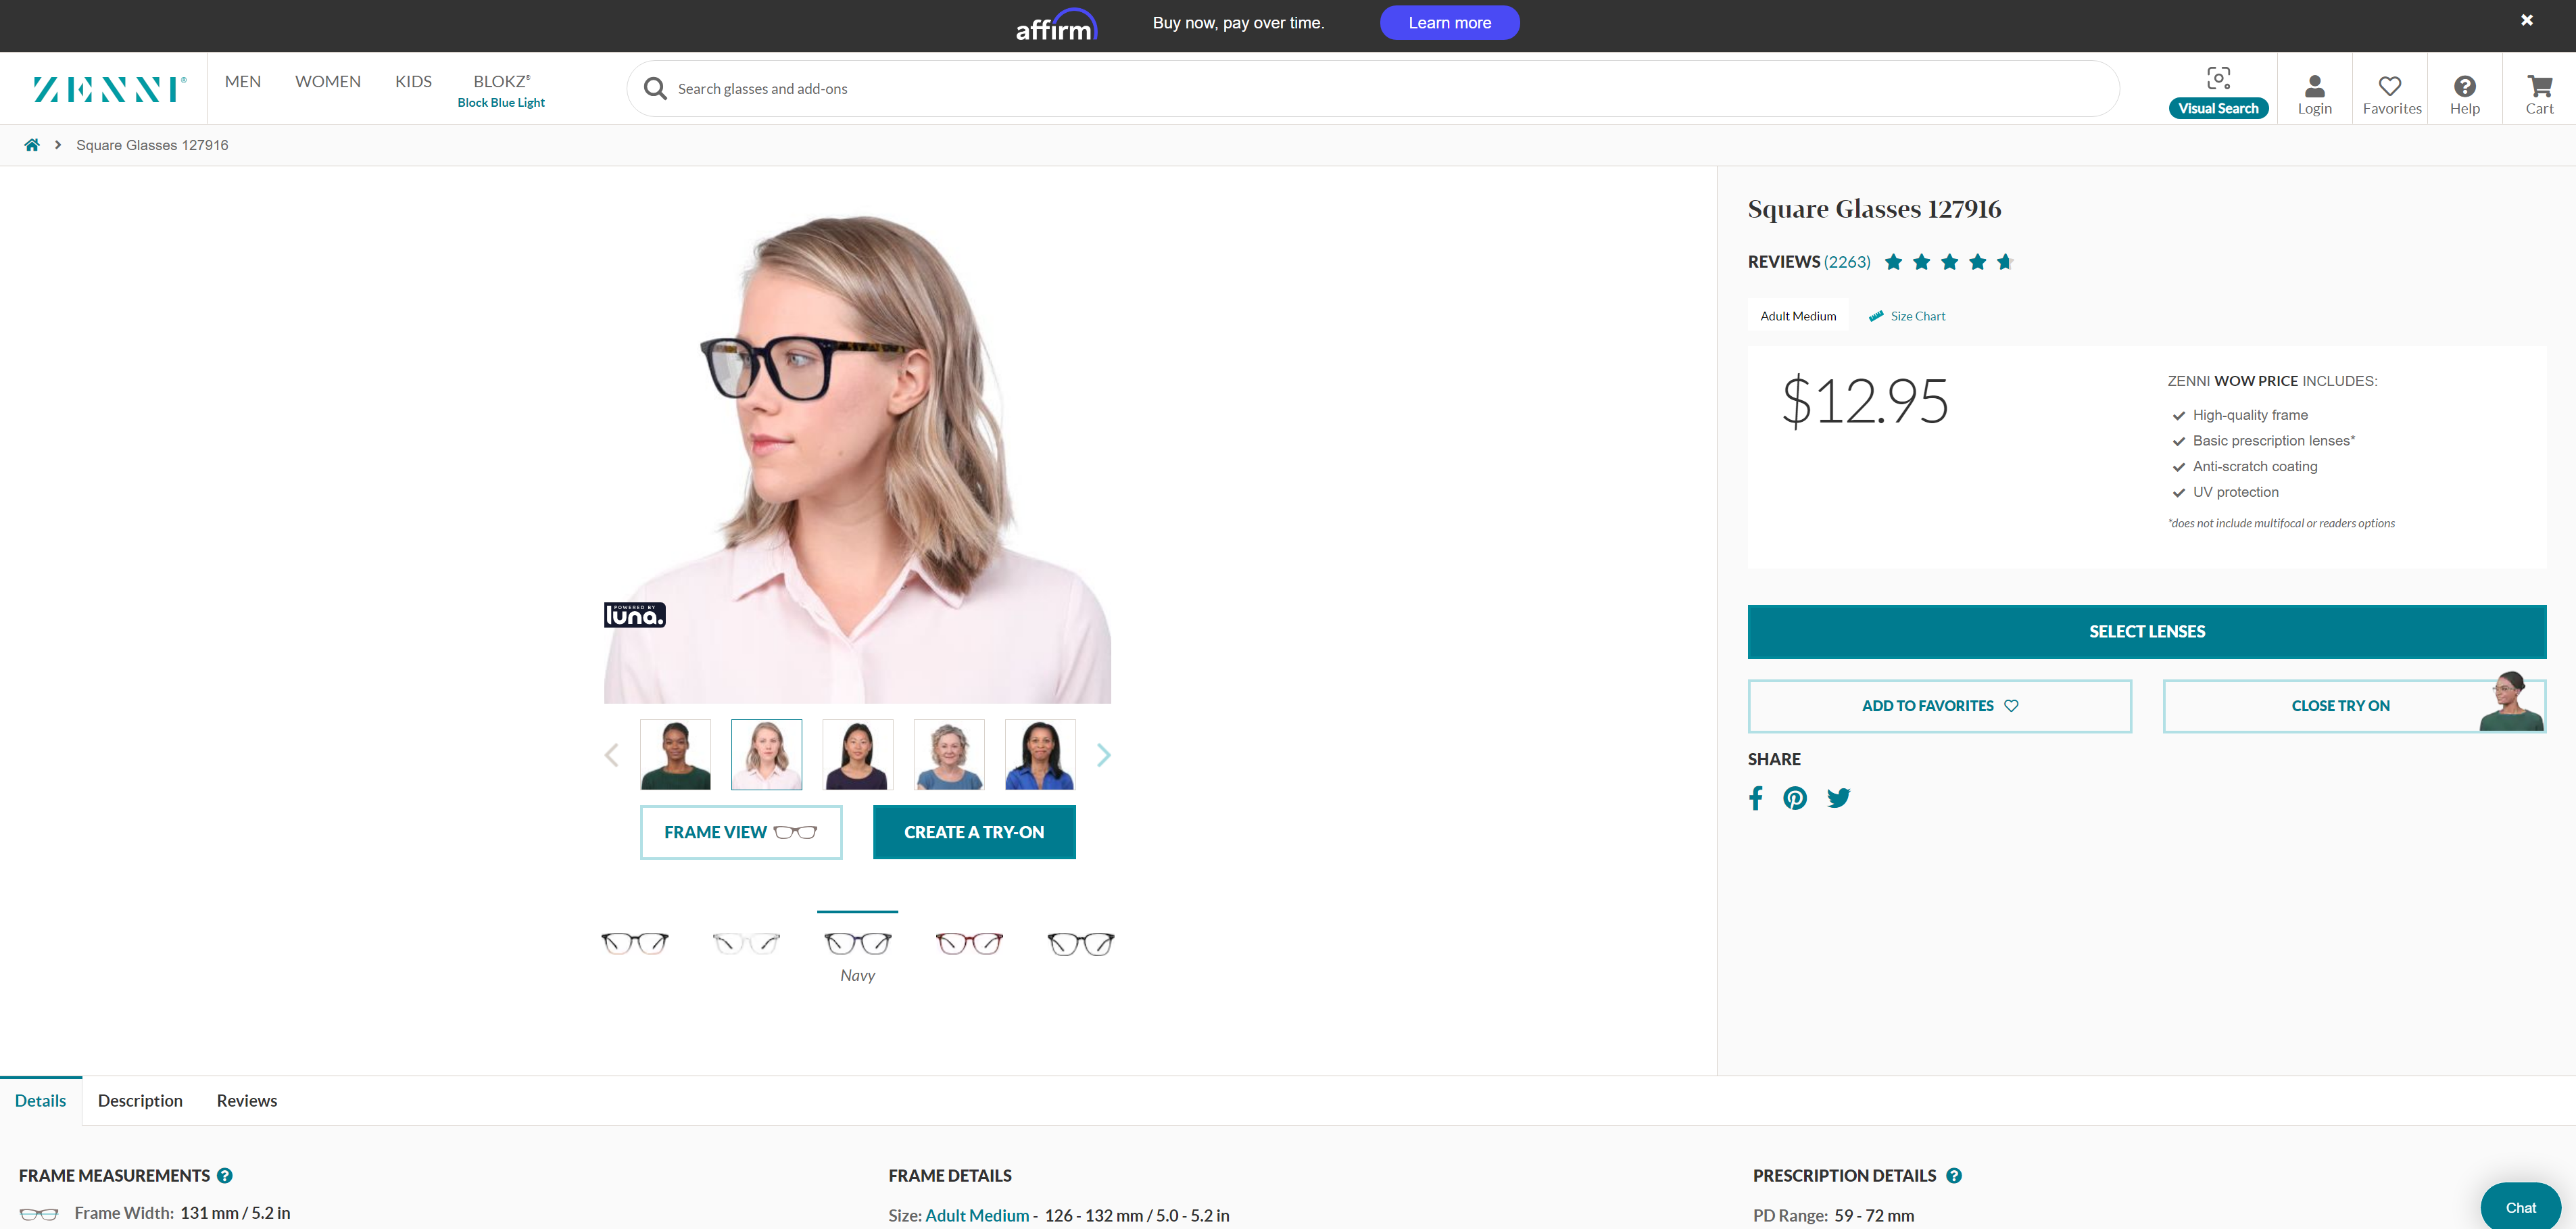 affirm
Buy now, pay over time.
Learn more
ZENNI®
MEN
WOMEN
KIDS
BLOKZ®
Block Blue Light
Search glasses and add-ons
Visual Search
Login
Favorites
Help
Cart
Square Glasses 127916
POWERED BY
luna.
FRAME VIEW
CREATE A TRY-ON
Navy
Square Glasses 127916
REVIEWS (2263)
Adult Medium
Size Chart
$12.95
ZENNI WOW PRICE INCLUDES:
High-quality frame
Basic prescription lenses*
Anti-scratch coating
UV protection
*does not include multifocal or readers options
SELECT LENSES
ADD TO FAVORITES
CLOSE TRY ON
SHARE
Details
Description
Reviews
FRAME MEASUREMENTS
Frame Width: 131 mm / 5.2 in
FRAME DETAILS
Size: Adult Medium - 126 - 132 mm / 5.0 - 5.2 in
PRESCRIPTION DETAILS
PD Range: 59 - 72 mm
Chat